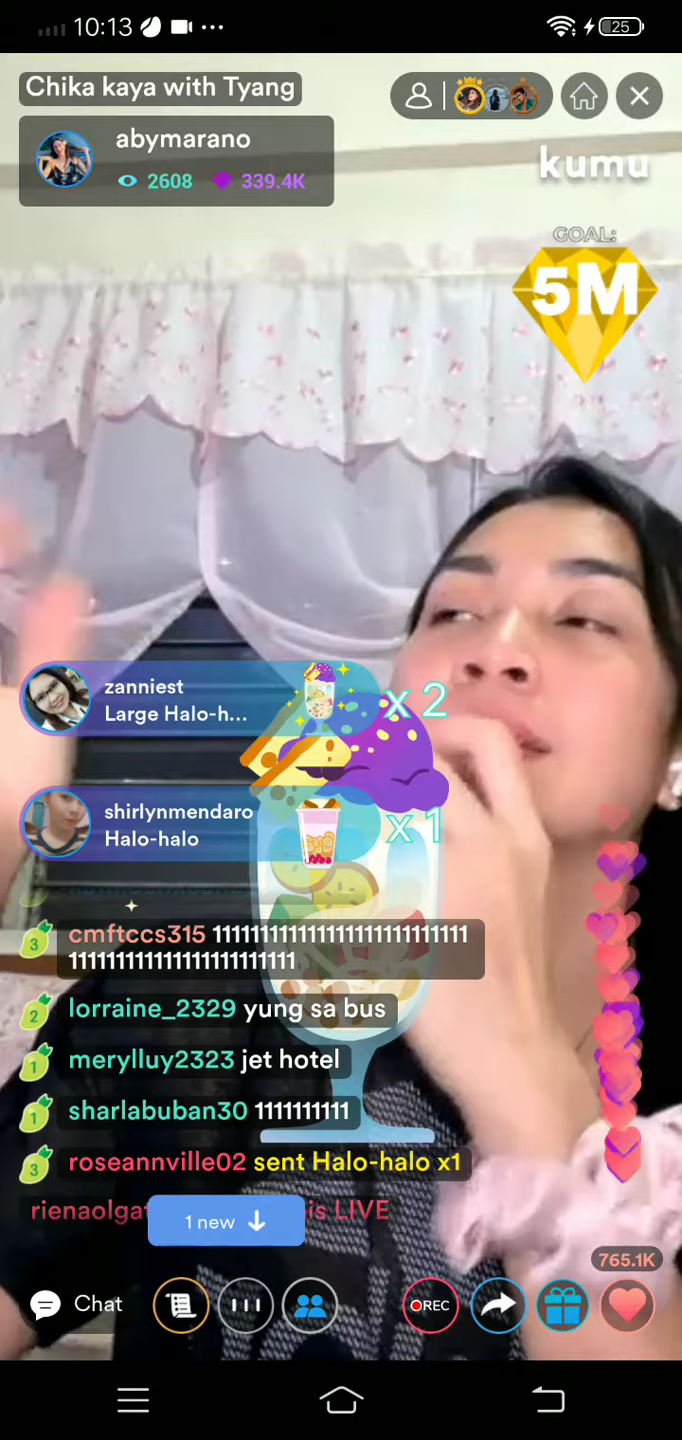 10:13
25
Chika kaya with Tyang
abymarano
2608 339.4K
kumu
GOAL:
5M
zanniest
Large Halo-h...
x 2
shirlynmendaro
Halo-halo
x 1
3 cmftccs315 111111111111111111111111111
111111111111111111111111
2 lorraine_2329 yung sa bus
1 merylluy2323 jet hotel
1 sharlabuban30 1111111111
3 roseannville02 sent Halo-halo x1
is LIVE
1 new
765.1K
Chat
REC